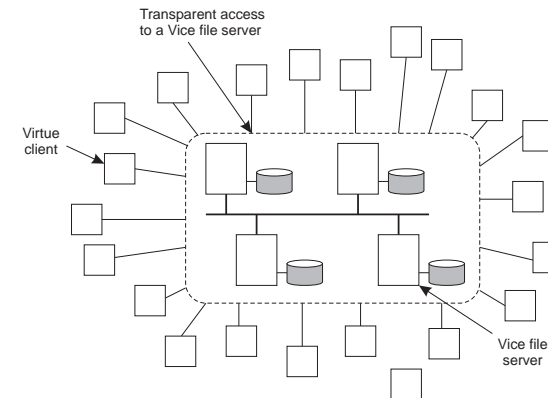 Transparent access
to a Vice file server
Virtue
client
Vice file
server